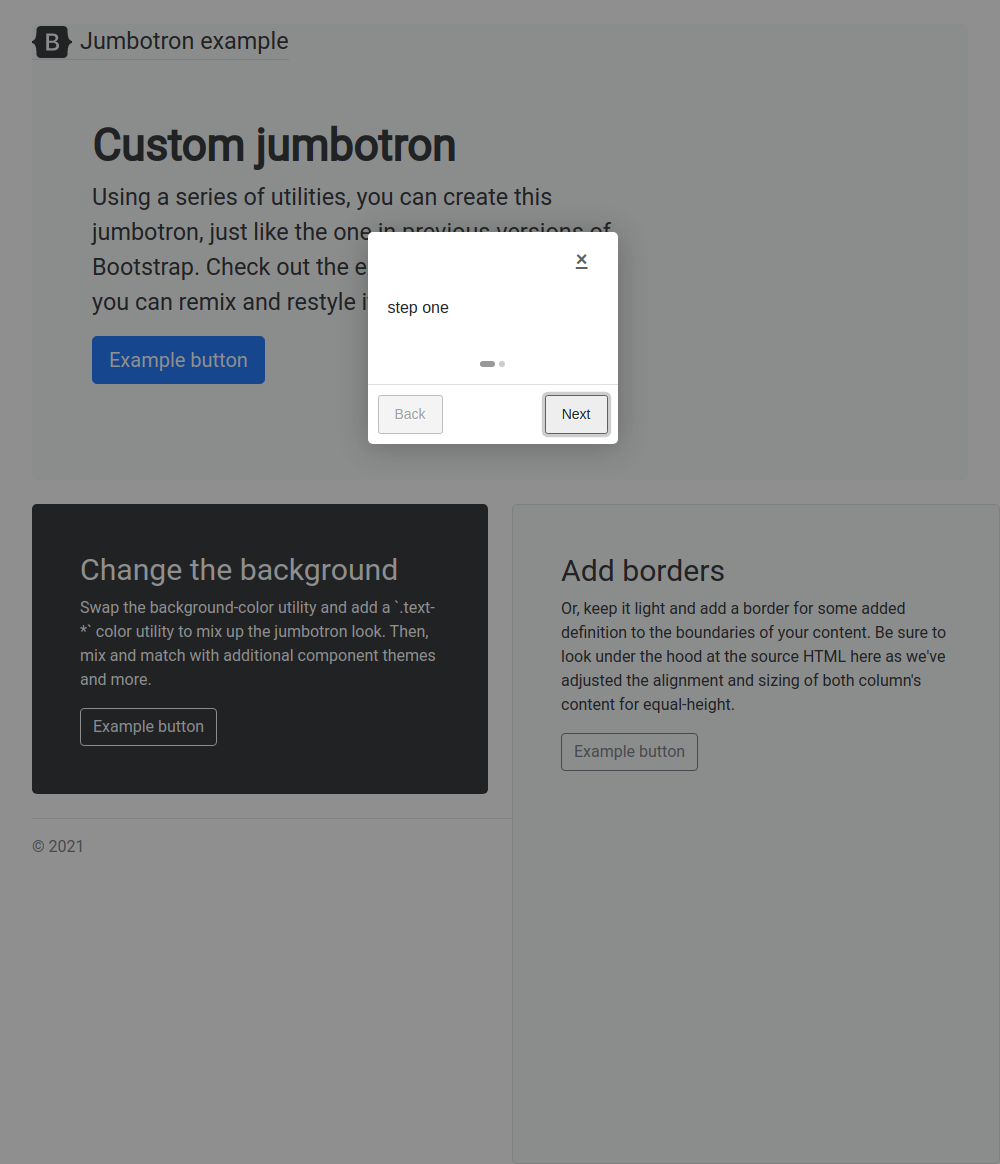 B Jumbotron example
Custom jumbotron
Using a series of utilities, you can create this
jumbotron, just like the one in previous versions of
Bootstrap. Check out the
you can remix and restyle
Example button
×
step one
Back
Next
Change the background
Swap the background-color utility and add a `.text-
*` color utility to mix up the jumbotron look. Then,
mix and match with additional component themes
and more.
Example button
Add borders
Or, keep it light and add a border for some added
definition to the boundaries of your content. Be sure to
look under the hood at the source HTML here as we've
adjusted the alignment and sizing of both column's
content for equal-height.
Example button
© 2021